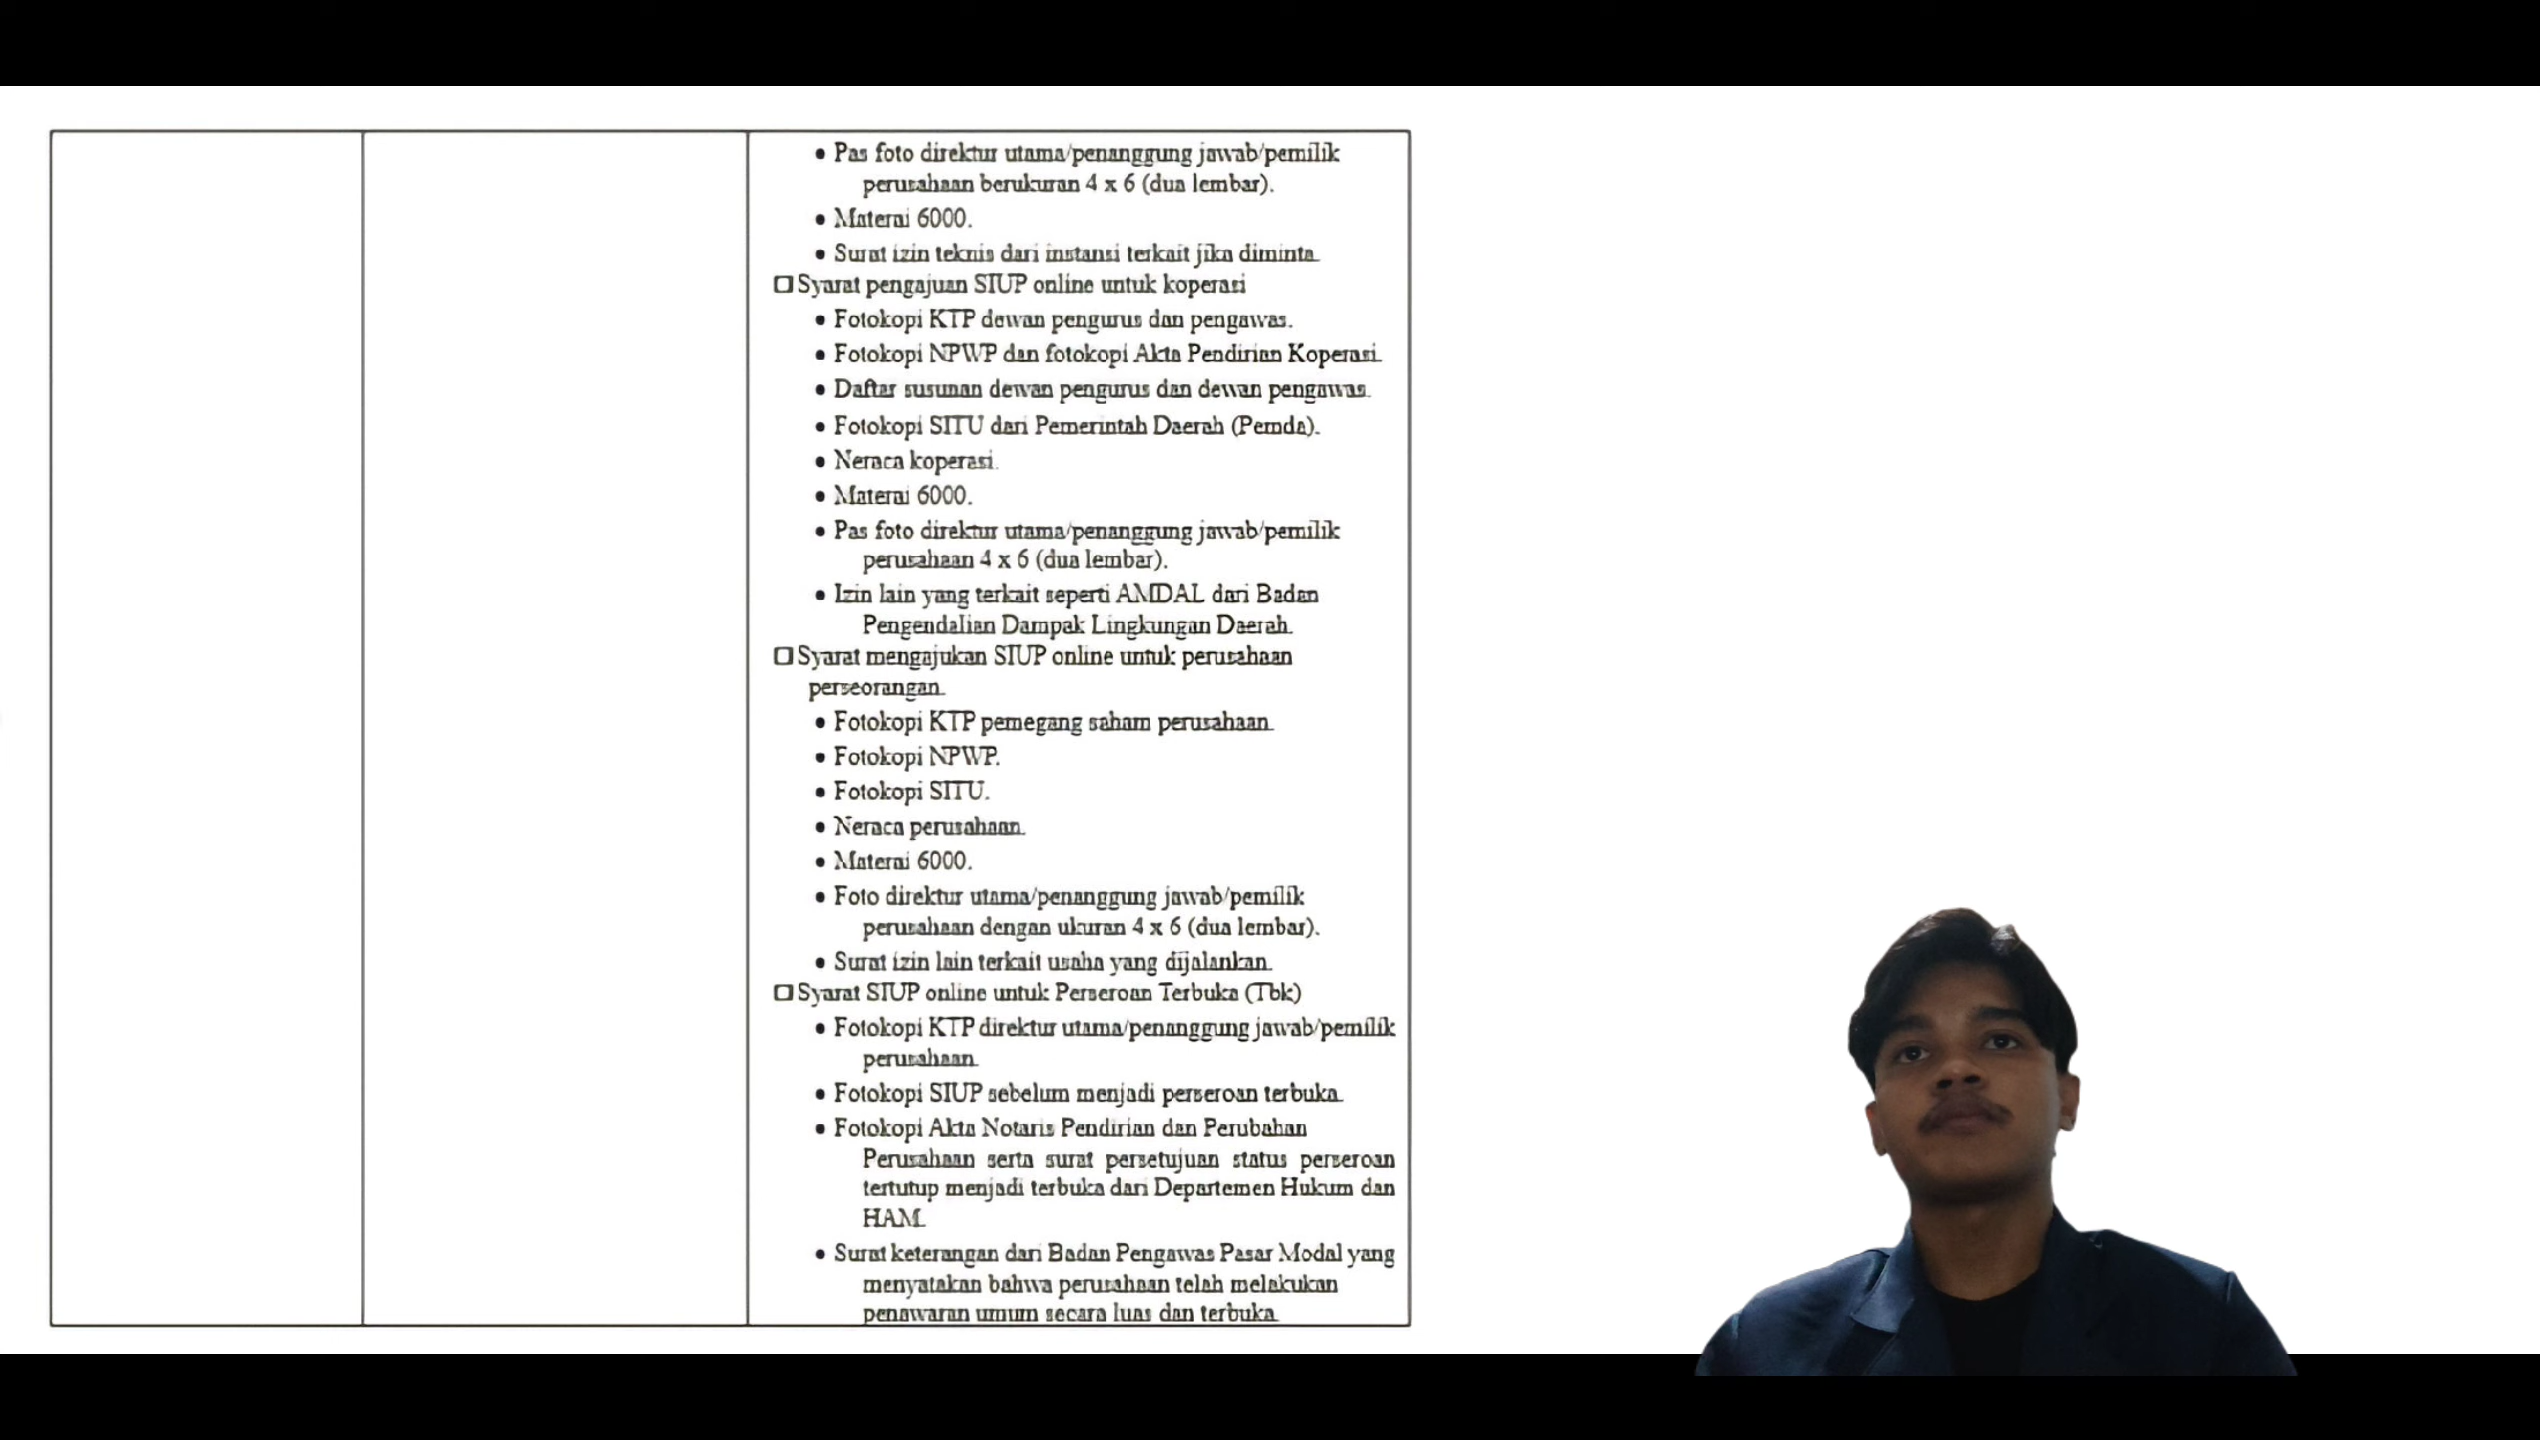 • Pas foto direktur utama/penanggung jawab/pemilik
perusahaan berukuran 4 x 6 (dua lembar).
• Materai 6000.
• Surat izin teknis dari instansi terkait jika diminta.
☐ Syarat pengajuan SIUP online untuk koperasi
• Fotokopi KTP dewan pengurus dan pengawas.
• Fotokopi NPWP dan fotokopi Akta Pendirian Koperasi.
• Daftar susunan dewan pengurus dan dewan pengawas.
• Fotokopi SITU dari Pemerintah Daerah (Pemda).
• Neraca koperasi.
• Materai 6000.
• Pas foto direktur utama/penanggung jawab/pemilik
perusahaan 4 x 6 (dua lembar).
• Izin lain yang terkait seperti AMDAL dari Badan
Pengendalian Dampak Lingkungan Daerah.
☐ Syarat mengajukan SIUP online untuk perusahaan
perseorangan.
• Fotokopi KTP pemegang saham perusahaan.
• Fotokopi NPWP.
• Fotokopi SITU.
• Neraca perusahaan.
• Materai 6000.
• Foto direktur utama/penanggung jawab/pemilik
perusahaan dengan ukuran 4 x 6 (dua lembar).
• Surat izin lain terkait usaha yang dijalankan.
☐ Syarat SIUP online untuk Perseroan Terbuka (Tbk)
• Fotokopi KTP direktur utama/penanggung jawab/pemilik
perusahaan.
• Fotokopi SIUP sebelum menjadi perseroan terbuka.
• Fotokopi Akta Notaris Pendirian dan Perubahan
Perusahaan serta surat persetujuan status perseroan
tertutup menjadi terbuka dari Departemen Hukum dan
HAM.
• Surat keterangan dari Badan Pengawas Pasar Modal yang
menyatakan bahwa perusahaan telah melakukan
penawaran umum secara luas dan terbuka.